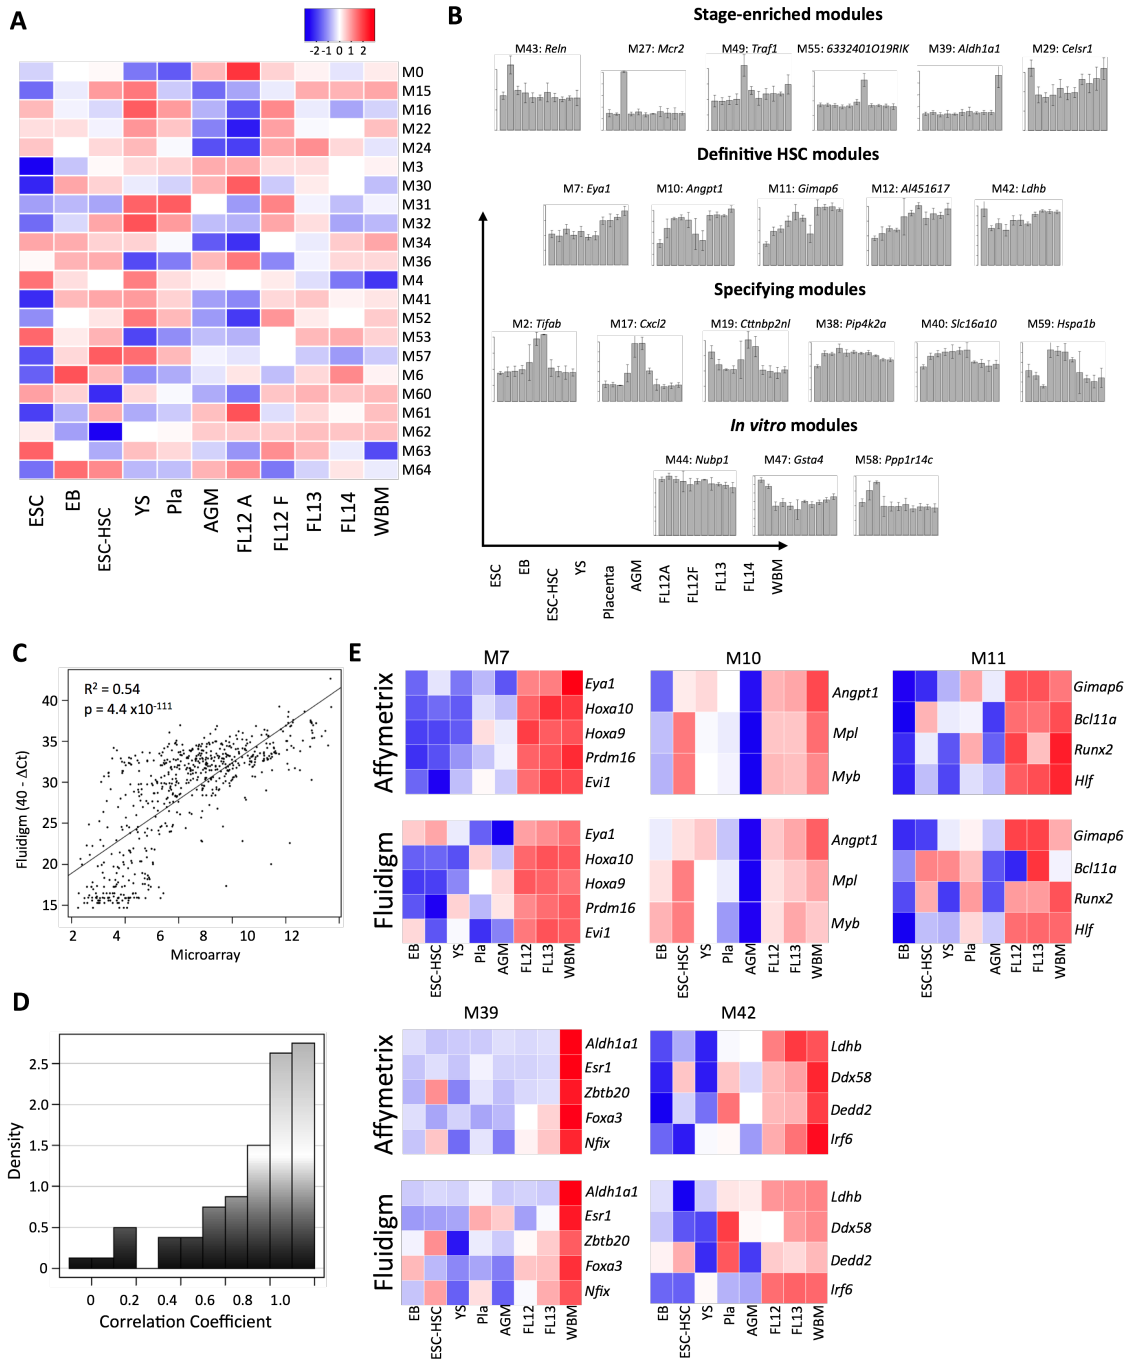 A
-2 -1 0 1 2
M0
M15
M16
M22
M24
M3
M30
M31
M32
M34
M36
M4
M41
M52
M53
M57
M6
M60
M61
M62
M63
M64
ESC
EB
ESC-HSC
YS
Pla
AGM
FL12 A
FL12 F
FL13
FL14
WBM
B
Stage-enriched modules
M43: Reln
M27: Mcr2
M49: Traf1
M55: 6332401O19RIK
M39: Aldh1a1
M29: Celsr1
Definitive HSC modules
M7: Eya1
M10: Angpt1
M11: Gimap6
M12: AI451617
M42: Ldhb
Specifying modules
M2: Tifab
M17: Cxcl2
M19: Cttnbp2nl
M38: Pip4k2a
M40: Slc16a10
M59: Hspa1b
In vitro modules
M44: Nubp1
M47: Gsta4
M58: Ppp1r14c
ESC
EB
ESC-HSC
YS
Placenta
AGM
FL12A
FL12F
FL13
FL14
WBM
C
R2 = 0.54
p = 4.4 x10-111
Fluidigm (40 - ΔCt)
40
35
30
25
20
15
2 4 6 8 10 12
Microarray
D
Density
2.5
2.0
1.5
1.0
0.5
0
0 0.2 0.4 0.6 0.8 1.0
Correlation Coefficient
E
Affymetrix
Fluidigm
M7
Eya1
Hoxa10
Hoxa9
Prdm16
Evi1
Eya1
Hoxa10
Hoxa9
Prdm16
Evi1
EB
ESC-HSC
YS
Pla
AGM
FL12
FL13
WBM
M10
Angpt1
Mpl
Myb
Angpt1
Mpl
Myb
EB
ESC-HSC
YS
Pla
AGM
FL12
FL13
WBM
M11
Gimap6
Bcl11a
Runx2
Hlf
Gimap6
Bcl11a
Runx2
Hlf
EB
ESC-HSC
YS
Pla
AGM
FL12
FL13
WBM
Affymetrix
Fluidigm
M39
Aldh1a1
Esr1
Zbtb20
Foxa3
Nfix
Aldh1a1
Esr1
Zbtb20
Foxa3
Nfix
EB
ESC-HSC
YS
Pla
AGM
FL12
FL13
WBM
M42
Ldhb
Ddx58
Dedd2
Irf6
Ldhb
Ddx58
Dedd2
Irf6
EB
ESC-HSC
YS
Pla
AGM
FL12
FL13
WBM